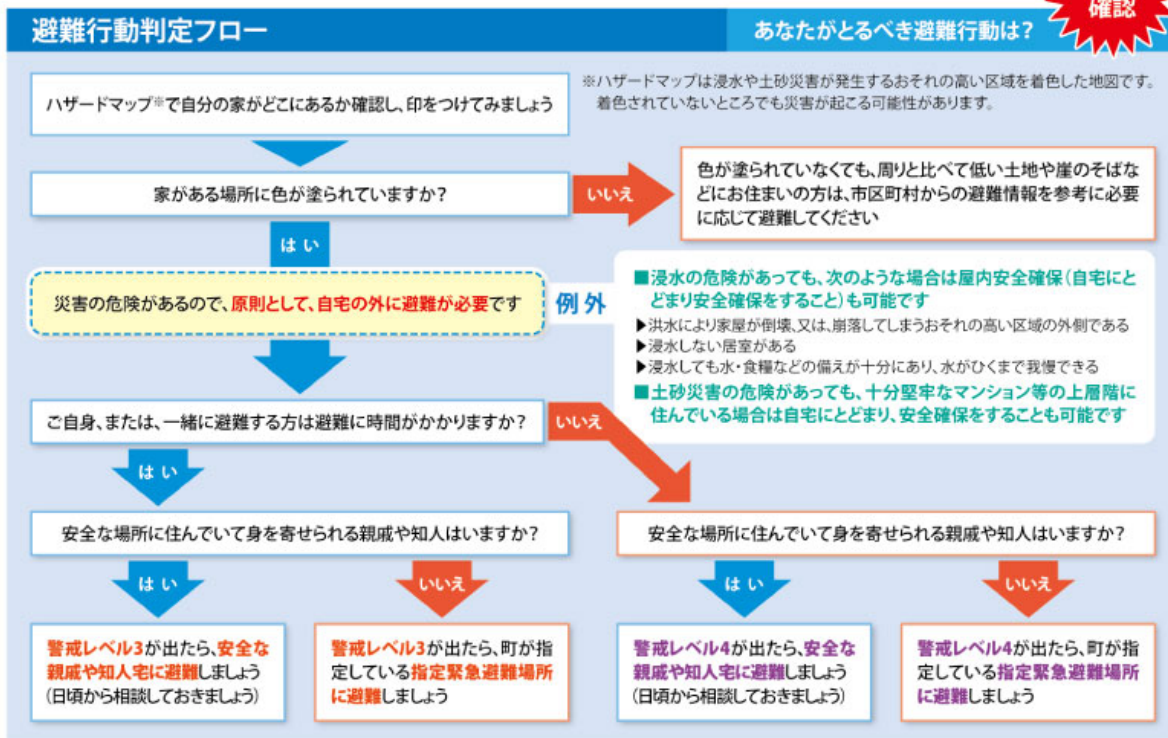 確認
避難行動判定フロー
あなたがとるべき避難行動は?
ハザードマップ※で自分の家がどこにあるか確認し、印をつけてみましょう
※ハザードマップは浸水や土砂災害が発生するおそれの高い区域を着色した地図です。
着色されていないところでも災害が起こる可能性があります。
家がある場所に色が塗られていますか?
いいえ
色が塗られていなくても、周りと比べて低い土地や崖のそばな
どにお住まいの方は、市区町村からの避難情報を参考に必要
に応じて避難してください
はい
災害の危険があるので、原則として、自宅の外に避難が必要です
例外
■浸水の危険があっても、次のような場合は屋内安全確保(自宅にと
どまり安全確保をすること)も可能です
▶洪水により家屋が倒壊、又は、崩落してしまうおそれの高い区域の外側である
▶浸水しない居室がある
▶浸水しても水・食糧などの備えが十分にあり、水がひくまで我慢できる
■土砂災害の危険があっても、十分堅牢なマンション等の上層階に
住んでいる場合は自宅にとどまり、安全確保をすることも可能です
ご自身、または、一緒に避難する方は避難に時間がかかりますか?
いいえ
はい
安全な場所に住んでいて身を寄せられる親戚や知人はいますか?
安全な場所に住んでいて身を寄せられる親戚や知人はいますか?
はい
いいえ
はい
いいえ
警戒レベル3が出たら、安全な
親戚や知人宅に避難しましょう
(日頃から相談しておきましょう)
警戒レベル3が出たら、町が指
定している指定緊急避難場所
に避難しましょう
警戒レベル4が出たら、安全な
親戚や知人宅に避難しましょう
(日頃から相談しておきましょう)
警戒レベル4が出たら、町が指
定している指定緊急避難場所
に避難しましょう